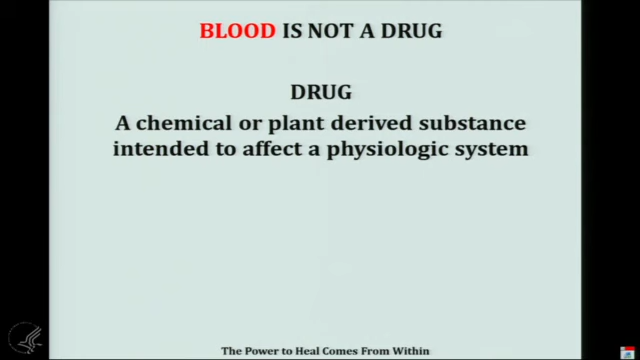 BLOOD IS NOT A DRUG
DRUG
A chemical or plant derived substance
intended to affect a physiologic system
The Power to Heal Comes From Within